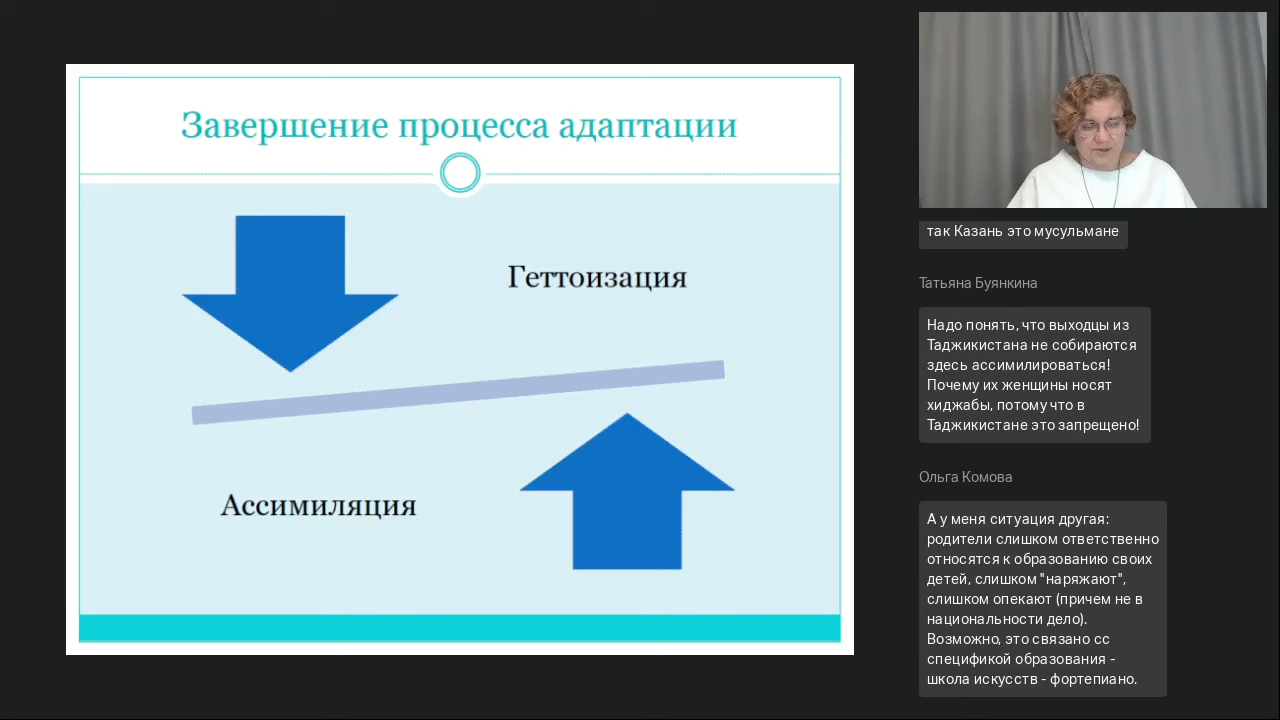 Завершение процесса адаптации
Геттоизация
Ассимиляция
так Казань это мусульмане
Татьяна Буянкина
Надо понять, что выходцы из
Таджикистана не собираются
здесь ассимилироваться!
Почему их женщины носят
хиджабы, потому что в
Таджикистане это запрещено!
Ольга Комова
А у меня ситуация другая:
родители слишком ответственно
относятся к образованию своих
детей, слишком "наряжают",
слишком опекают (причем не в
национальности дело).
Возможно, это связано сс
спецификой образования -
школа искусств - фортепиано.